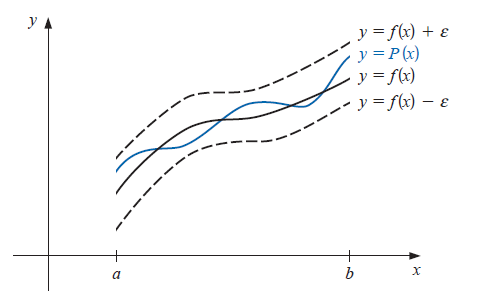 y
y = f(x) + ε
y = P(x)
y = f(x)
y = f(x) − ε
a
b
x